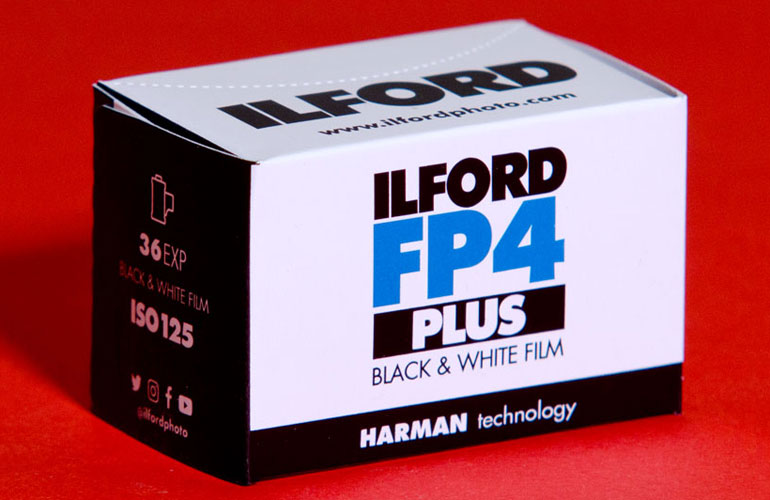 ILFORD
www.ilfordphoto.com
ILFORD
FP4
PLUS
BLACK & WHITE FILM
HARMAN technology
36 EXP
BLACK & WHITE FILM
ISO 125
@ilfordphoto